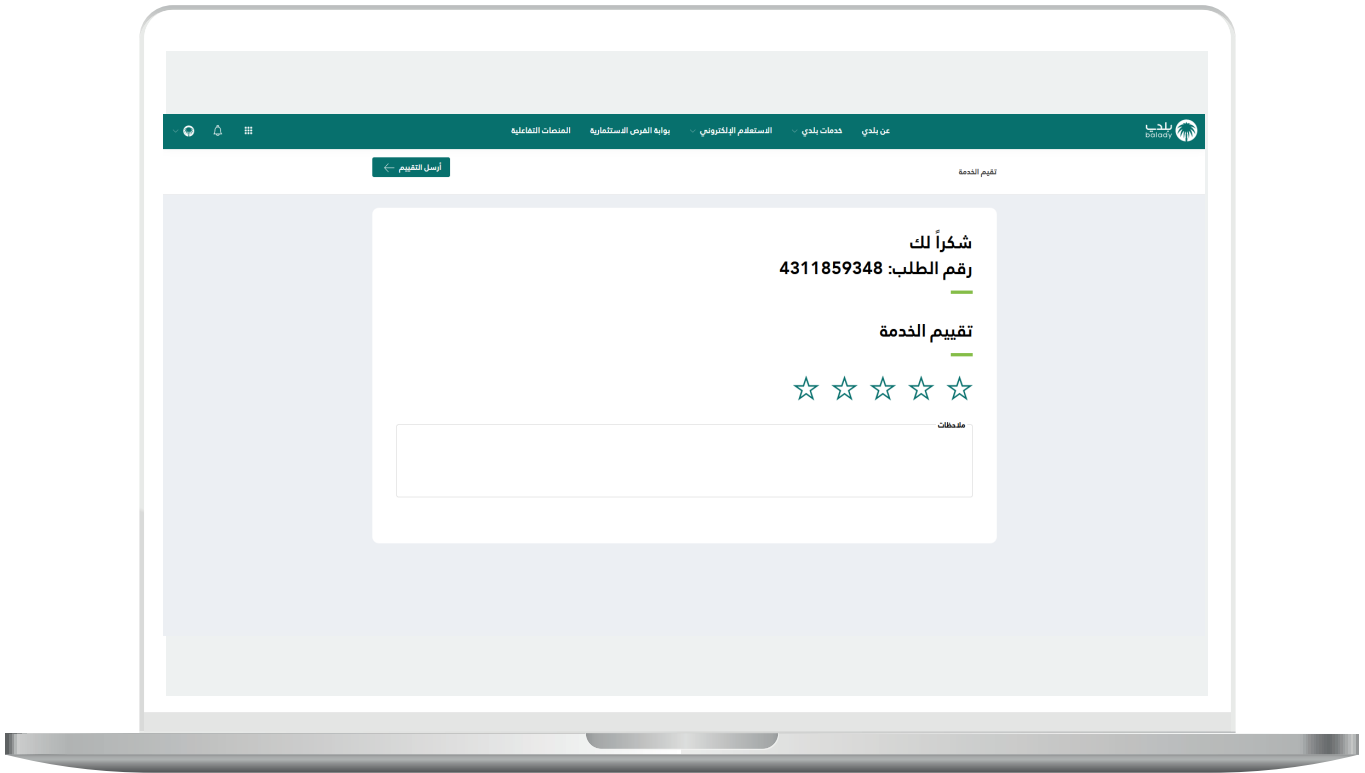 بلدي
balady
عن بلدي
خدمات بلدي
الاستعلام الإلكتروني
بوابة الفرص الاستثمارية
المنصات التفاعلية
تقيم الخدمة
أرسل التقييم
شكراً لك
رقم الطلب: 4311859348
تقييم الخدمة
ملاحظات